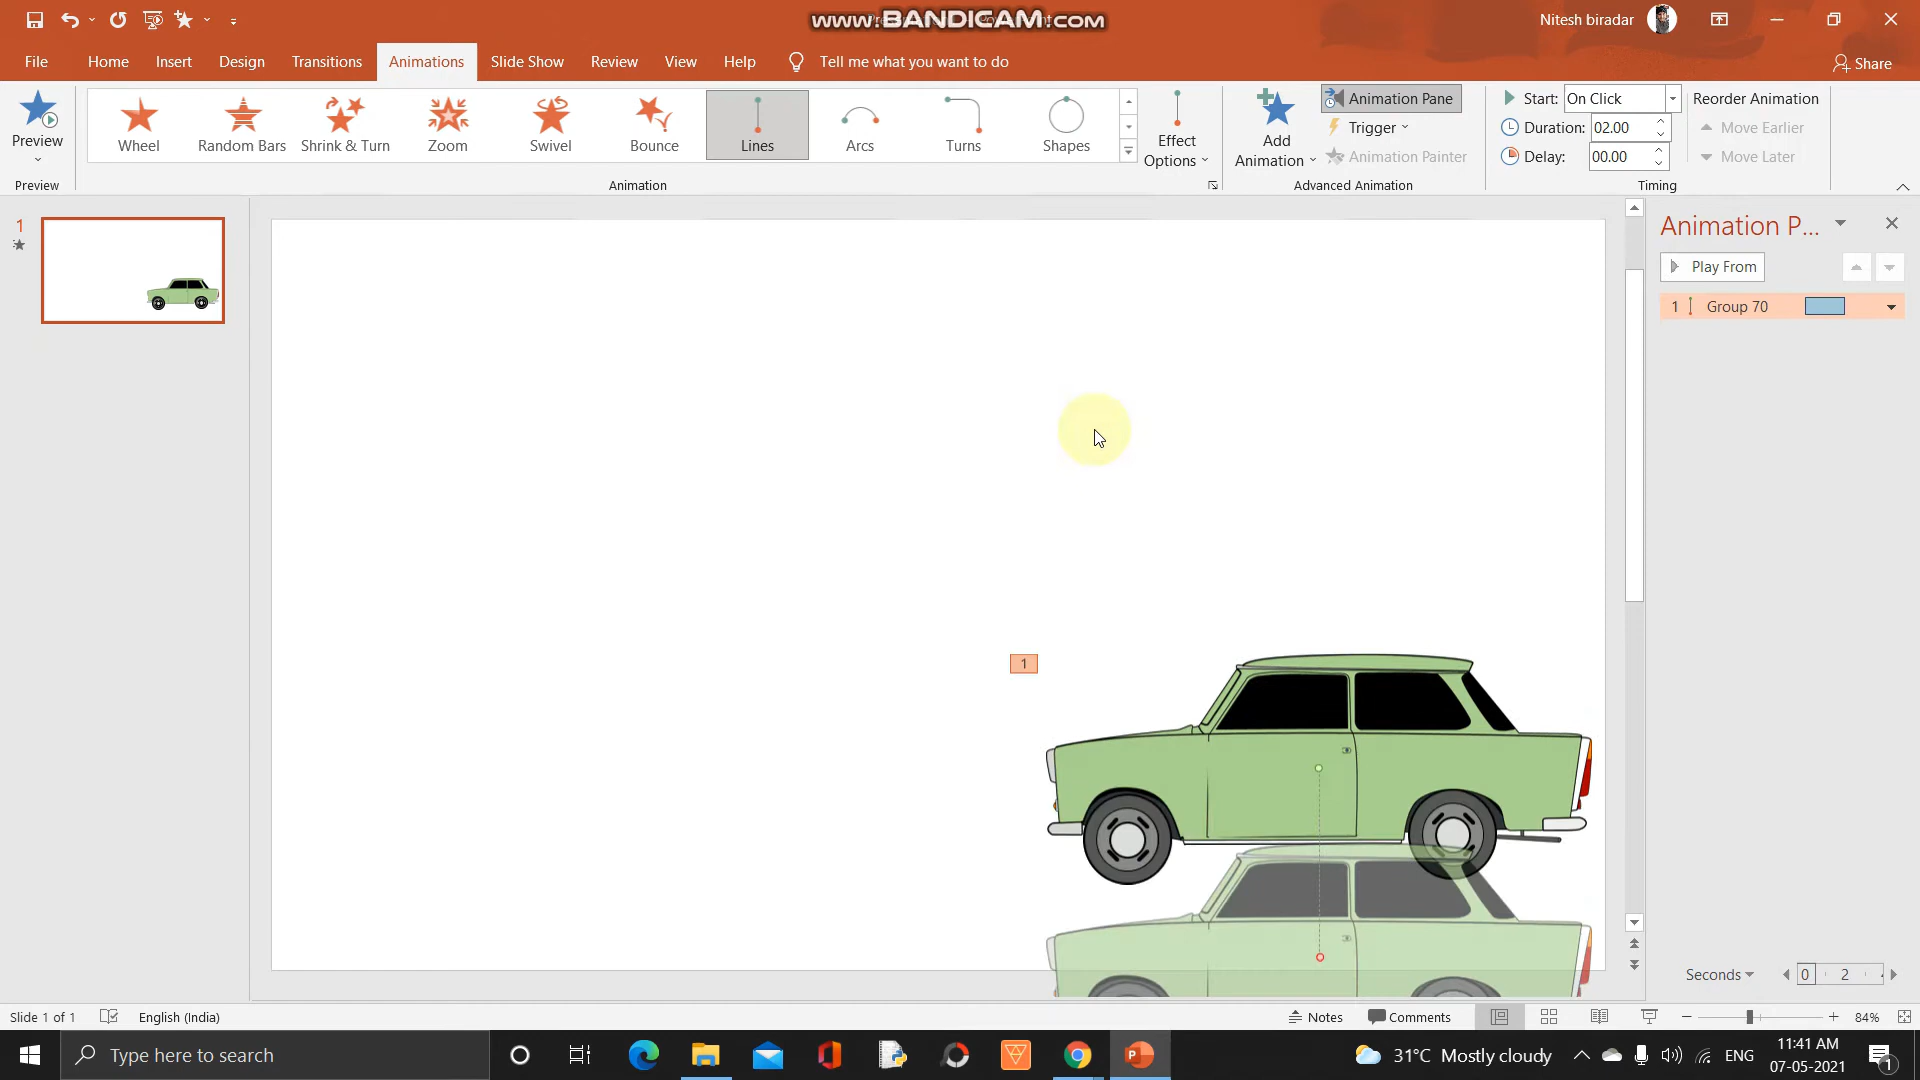 www.BANDICAM.com
Nitesh biradar
File Home Insert Design Transitions Animations Slide Show Review View Help Tell me what you want to do Share
Preview
Wheel Random Bars Shrink & Turn Zoom Swivel Bounce Lines Arcs Turns Shapes
Effect Options
Add Animation
Animation Pane
Trigger
Animation Painter
Start: On Click
Duration: 02.00
Delay: 00.00
Reorder Animation
Move Earlier
Move Later
Preview Animation Advanced Animation Timing
1
Animation P...
Play From
1 Group 70
1
Seconds 0 2
Slide 1 of 1 English (India) Notes Comments 84%
Type here to search
31°C Mostly cloudy ENG 11:41 AM
07-05-2021
1